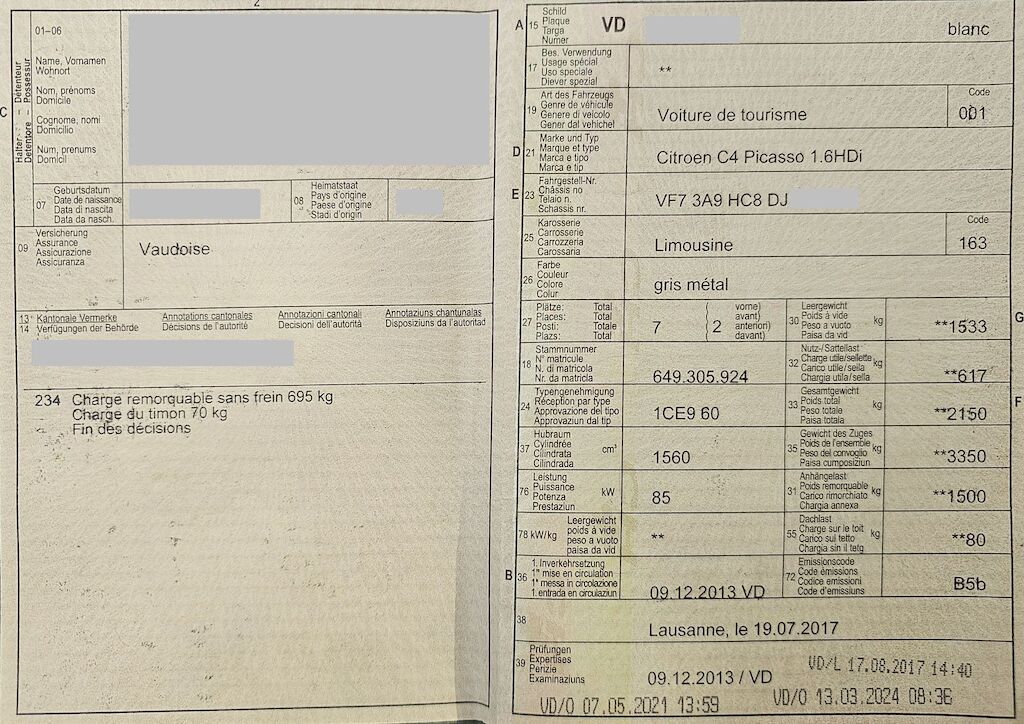 2
C
Halter – Détenteur
Detentore – Possessur
01–06
Name, Vornamen
Wohnort
Nom, prénoms
Domicile
Cognome, nomi
Domicilio
Num, prenums
Domicil
07
Geburtsdatum
Date de naissance
Data di nascita
Data da nasch.
08
Heimatstaat
Pays d'origine
Paese d'origine
Stadi d'origin
09
Versicherung
Assurance
Assicurazione
Assicuranza
Vaudoise
13 Kantonale Vermerke Annotations cantonales Annotazioni cantonali Annotaziuns chantunalas
14 Verfügungen der Behörde Décisions de l'autorité Decisioni dell'autorità Disposiziuns da l'autoritad
234 Charge remorquable sans frein 695 kg
Charge du timon 70 kg
Fin des décisions
A 15
Schild
Plaque
Targa
Numer
VD
blanc
17
Bes. Verwendung
Usage spécial
Uso speciale
Diever spezial
**
19
Art des Fahrzeugs
Genre de véhicule
Genere di veicolo
Gener dal vehichel
Voiture de tourisme
Code
001
D 21
Marke und Typ
Marque et type
Marca e tipo
Marca e tip
Citroen C4 Picasso 1.6HDi
E 23
Fahrgestell-Nr.
Châssis no
Telaio n.
Schassis nr.
VF7 3A9 HC8 DJ
25
Karosserie
Carrosserie
Carrozzeria
Carossaria
Limousine
Code
163
26
Farbe
Couleur
Colore
Colur
gris métal
27
Plätze: Total
Places: Total
Posti: Totale
Plazs: Total
7
( 2
vorne)
avant)
anteriori)
davant)
30
Leergewicht
Poids à vide
Peso a vuoto
Paisa da vid
kg
**1533
G
18
Stammnummer
N° matricule
N. di matricola
Nr. da matricla
649.305.924
32
Nutz-/Sattellast
Charge utile/sellette
Carico utile/sella
Chargia utila/sella
kg
**617
24
Typengenehmigung
Réception par type
Approvazione del tipo
Approvaziun dal tip
1CE9 60
33
Gesamtgewicht
Poids total
Peso totale
Paisa totala
kg
**2150
F
37
Hubraum
Cylindrée
Cilindrata
Cilindrada
cm³
1560
35
Gewicht des Zuges
Poids de l'ensemble
Peso del convoglio
Paisa cumposiziun
kg
**3350
76
Leistung
Puissance
Potenza
Prestaziun
kW
85
31
Anhängelast
Poids remorquable
Carico rimorchiato
Chargia annexa
kg
**1500
78 kW/kg
Leergewicht
poids à vide
peso a vuoto
paisa da vid
**
55
Dachlast
Charge sur le toit
Carico sul tetto
Chargia sin il tetg
kg
**80
B 36
1. Inverkehrsetzung
1re mise en circulation
1a messa in circolazione
1. entrada en circulaziun
09.12.2013 VD
72
Emissionscode
Code émissions
Codice emissioni
Code d'emissiuns
B5b
38
Lausanne, le 19.07.2017
39
Prüfungen
Expertises
Perizie
Examinaziuns
09.12.2013 / VD
VD/L 17.08.2017 14:40
VD/O 07.05.2021 13:59
VD/O 13.03.2024 08:36